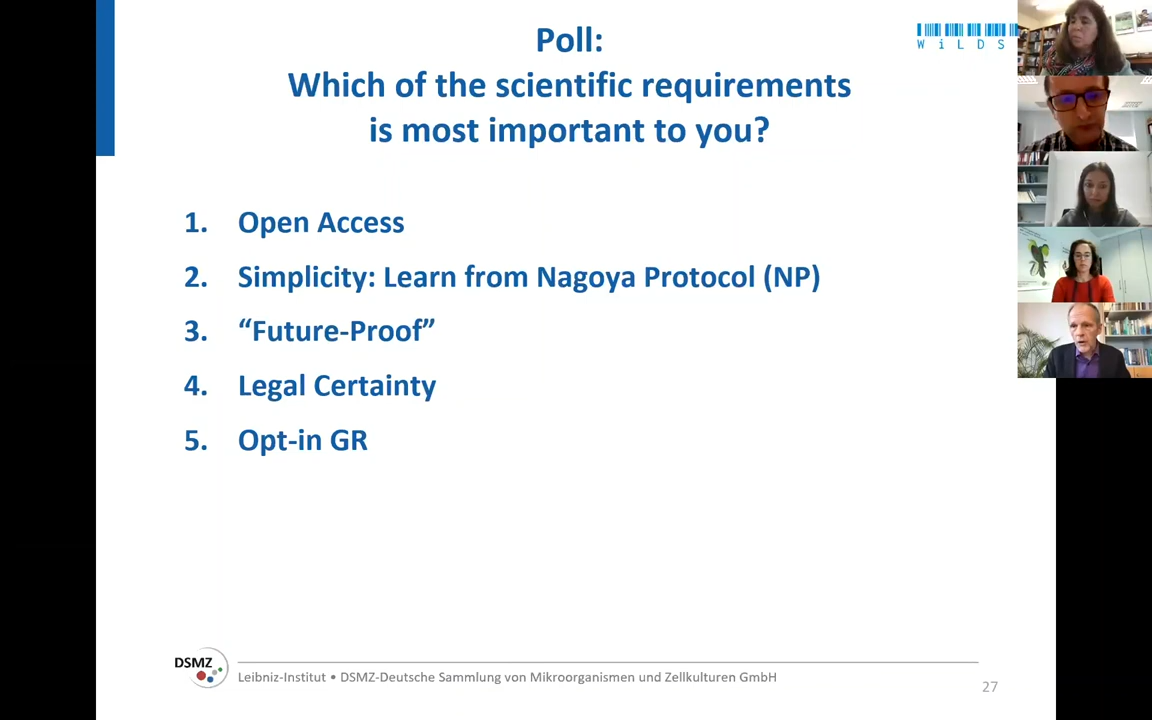 Poll:
Which of the scientific requirements
is most important to you?
WiLDS
1. Open Access
2. Simplicity: Learn from Nagoya Protocol (NP)
3. “Future-Proof”
4. Legal Certainty
5. Opt-in GR
DSMZ
Leibniz-Institut • DSMZ-Deutsche Sammlung von Mikroorganismen und Zellkulturen GmbH
27